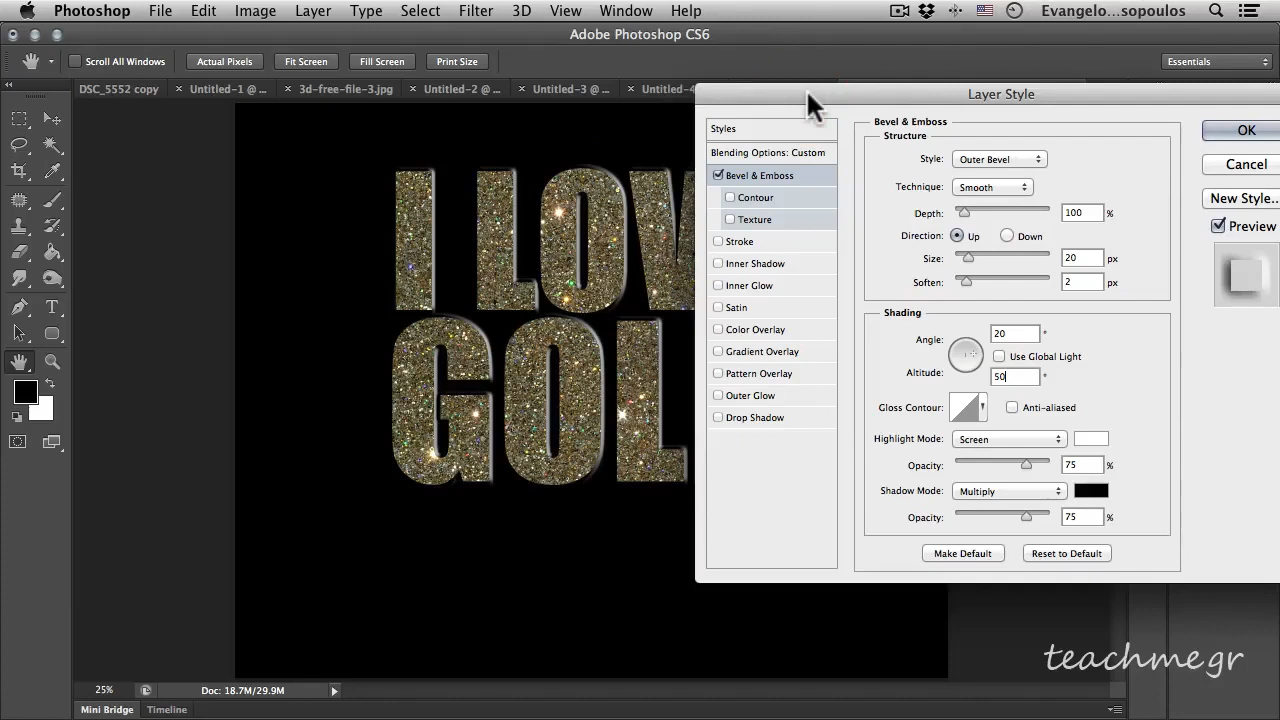 Photoshop File Edit Image Layer Type Select Filter 3D View Window Help Evangelo...sopoulos
Adobe Photoshop CS6
Scroll All Windows Actual Pixels Fit Screen Fill Screen Print Size Essentials
DSC_5552 copy × Untitled-1 @ ... × 3d-free-file-3.jpg × Untitled-2 @ ... × Untitled-3 @ ... × Untitled-4
Layer Style
Styles
Blending Options: Custom
Bevel & Emboss
Contour
Texture
Stroke
Inner Shadow
Inner Glow
Satin
Color Overlay
Gradient Overlay
Pattern Overlay
Outer Glow
Drop Shadow
Bevel & Emboss
Structure
Style: Outer Bevel
Technique: Smooth
Depth: 100 %
Direction: Up Down
Size: 20 px
Soften: 2 px
Shading
Angle: 20 °
Use Global Light
Altitude: 50 °
Gloss Contour: Anti-aliased
Highlight Mode: Screen
Opacity: 75 %
Shadow Mode: Multiply
Opacity: 75 %
Make Default Reset to Default
OK
Cancel
New Style...
Preview
I LOV
GOL
teachme.gr
25% Doc: 18.7M/29.9M
Mini Bridge Timeline